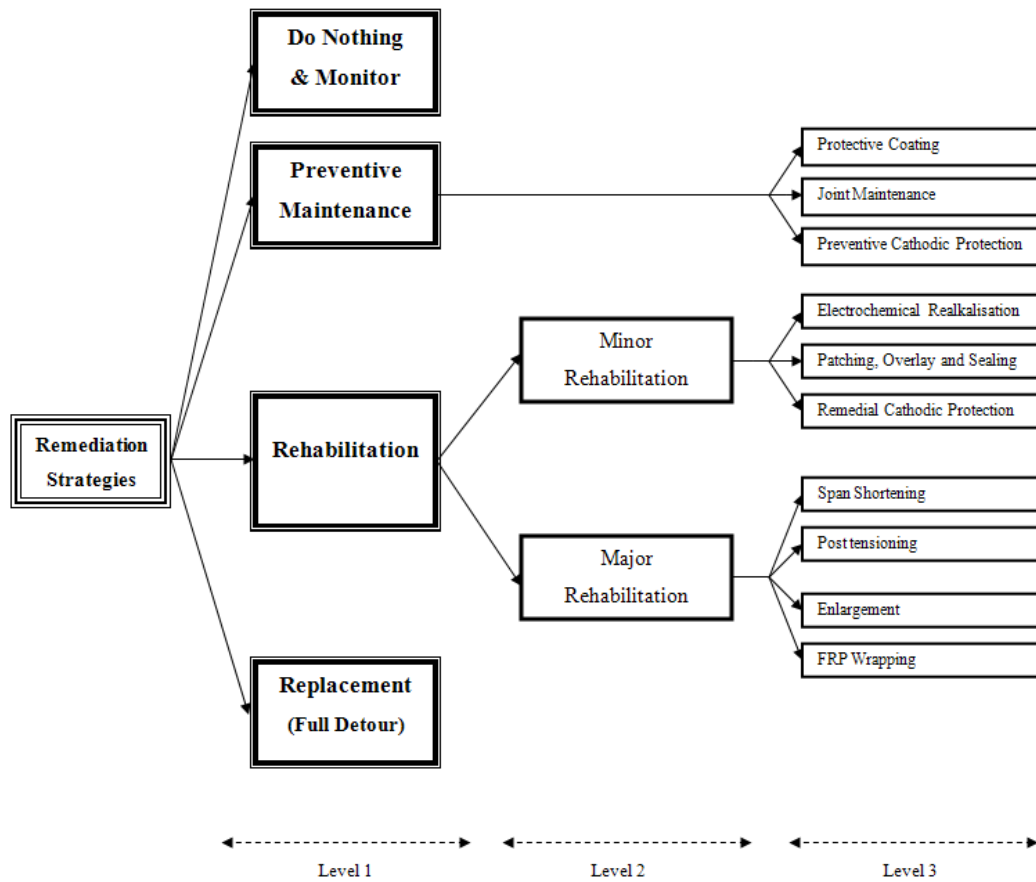 Do Nothing
& Monitor
Preventive
Maintenance
Protective Coating
Joint Maintenance
Preventive Cathodic Protection
Electrochemical Realkalisation
Minor
Rehabilitation
Patching, Overlay and Sealing
Remedial Cathodic Protection
Remediation
Strategies
Rehabilitation
Span Shortening
Post tensioning
Major
Rehabilitation
Enlargement
FRP Wrapping
Replacement
(Full Detour)
Level 1
Level 2
Level 3